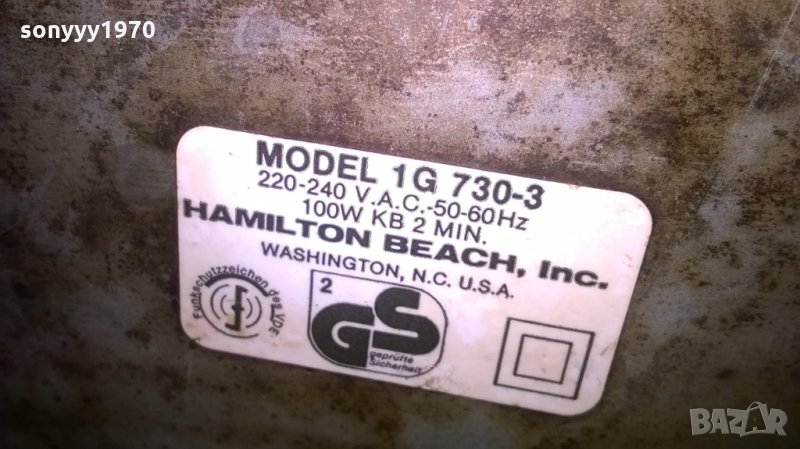 sonyyy1970
MODEL 1G 730-3
220-240 V.A.C.-50-60Hz
100W KB 2 MIN.
HAMILTON BEACH, Inc.
WASHINGTON, N.C. U.S.A.
Funkschutzzeichen des VDE
2
GS
geprüfte
Sicherheit
BAZAR